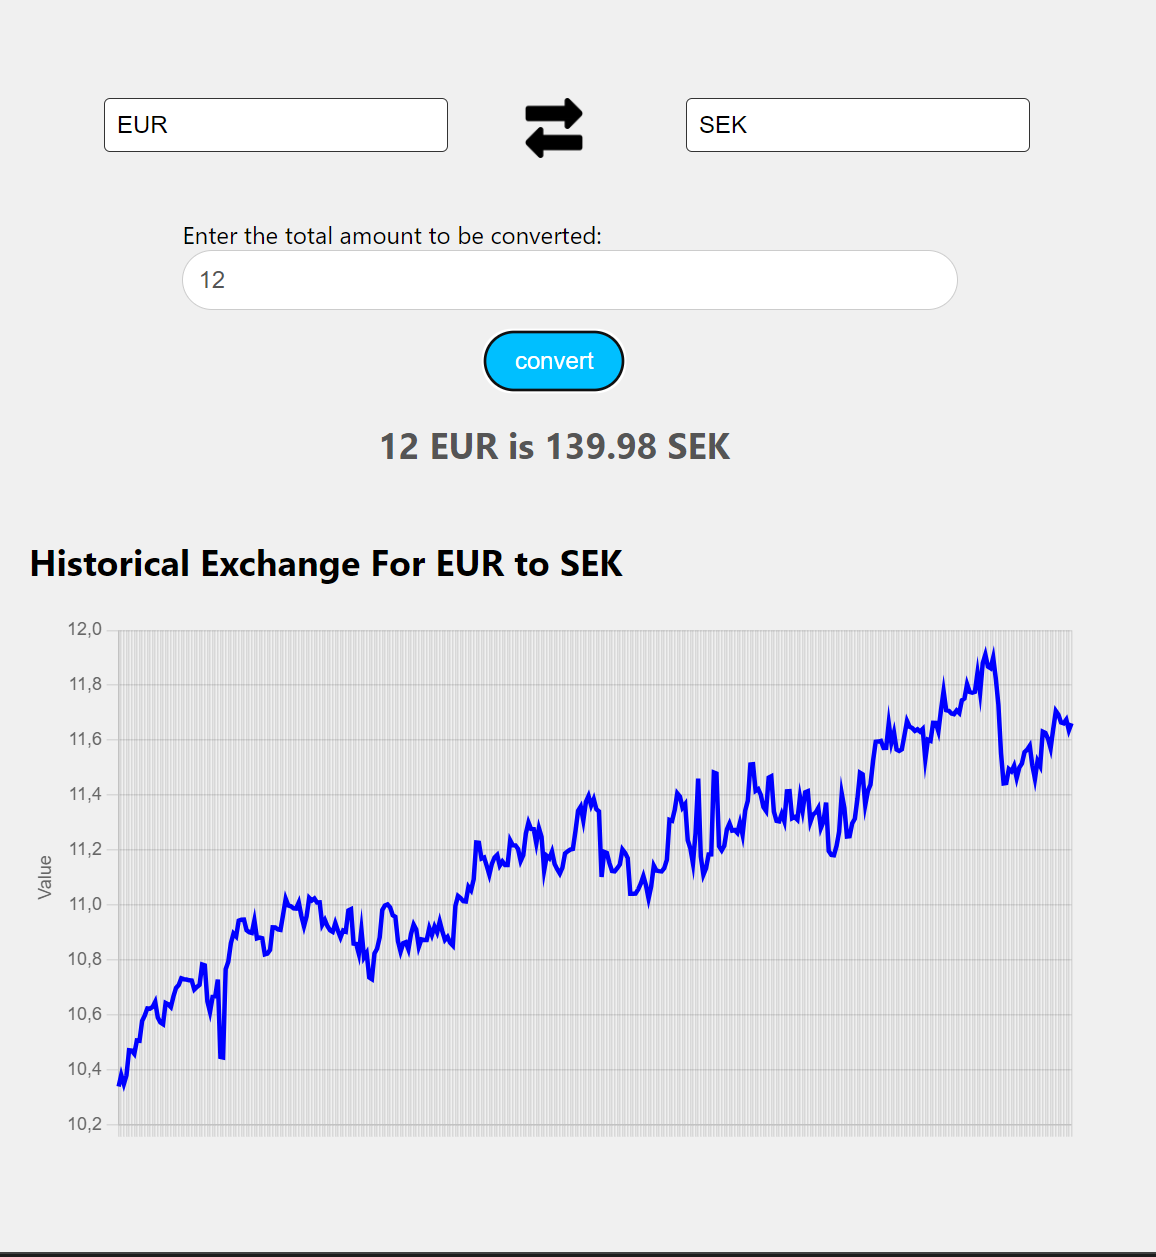 EUR
SEK
Enter the total amount to be converted:
12
convert
12 EUR is 139.98 SEK
Historical Exchange For EUR to SEK
12,0
11,8
11,6
11,4
11,2
11,0
10,8
10,6
10,4
10,2
Value